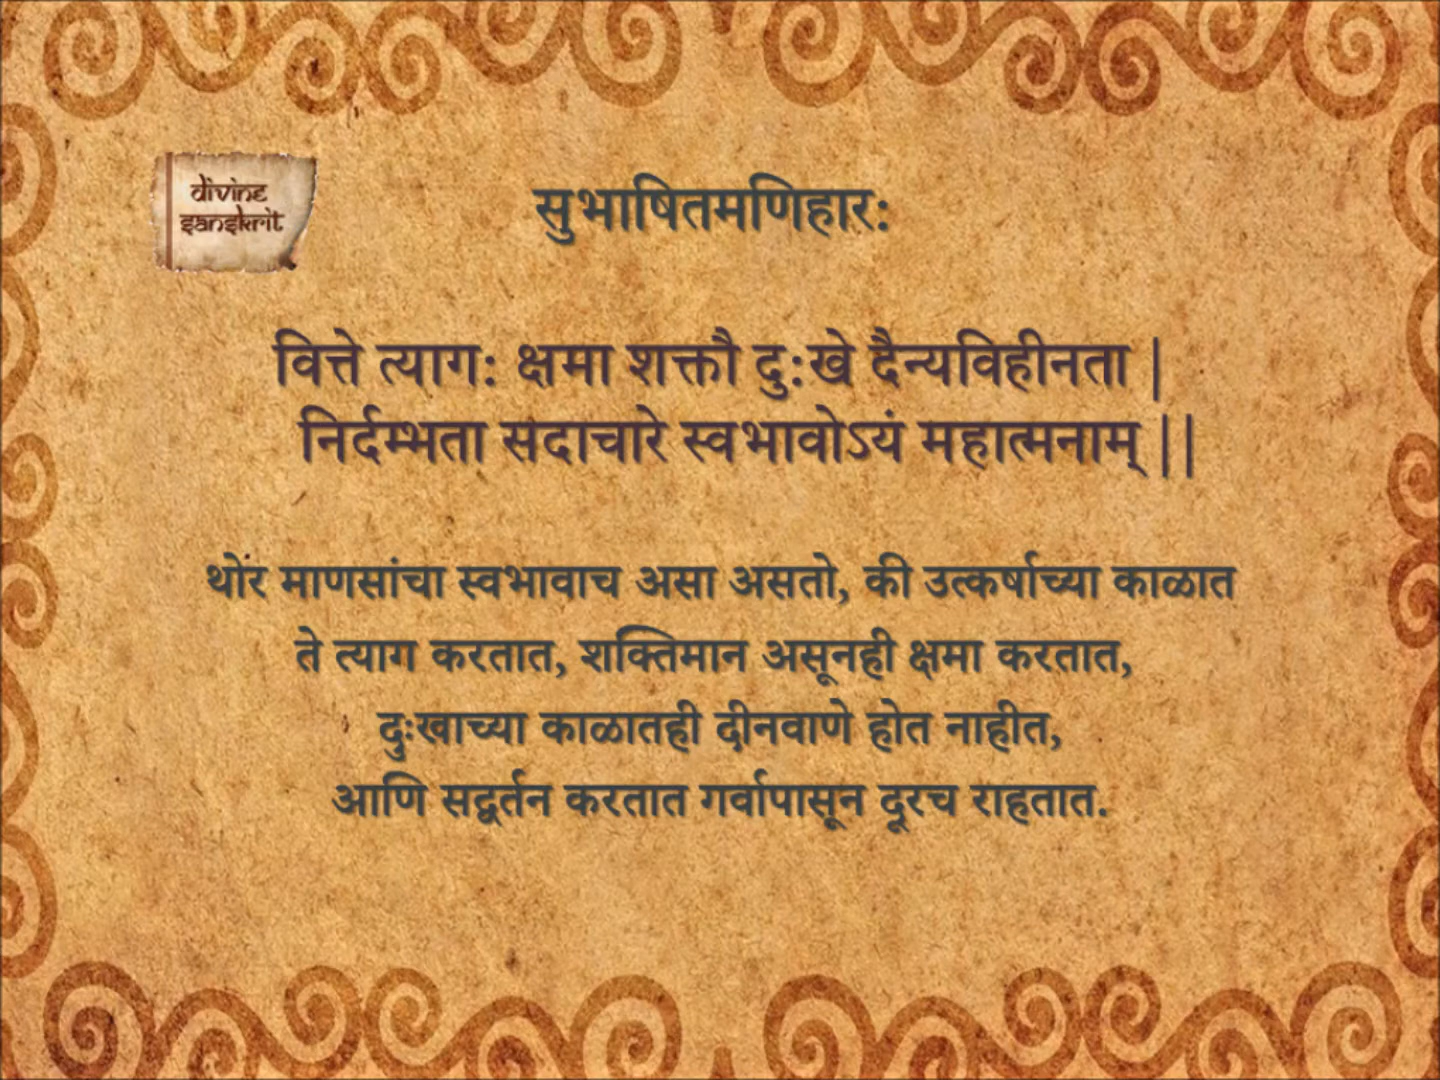 divine
sanskrit
सुभाषितमणिहार:
वित्ते त्याग: क्षमा शक्तौ दु:खे दैन्यविहीनता |
निर्दम्भता सदाचारे स्वभावोऽयं महात्मनाम् ||
थोर माणसांचा स्वभावाच असा असतो, की उत्कर्षाच्या काळात
ते त्याग करतात, शक्तिमान असूनही क्षमा करतात,
दुःखाच्या काळातही दीनवाणे होत नाहीत,
आणि सद्वर्तन करतात गर्वापासून दूरच राहतात.